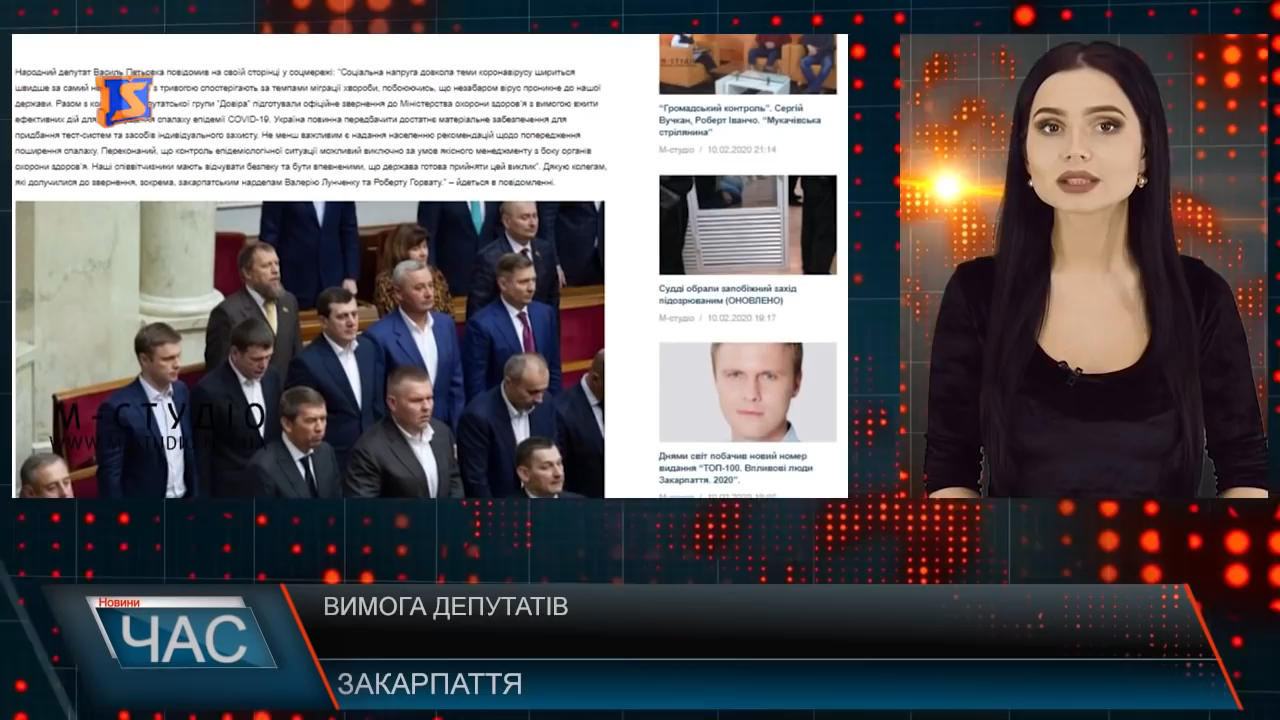 Народний депутат Василь Петьовка повідомив на своїй сторінці у соцмережі: "Соціальна напруга довкола теми коронавірусу шириться
швидше за самий з тривогою спостерігають за темпами міграції хвороби, побоюючись, що незабаром вірус проникне до нашої
держави. Разом з депутатської групи "Довіра" підготували офіційне звернення до Міністерства охорони здоров'я з вимогою вжити
ефективних дій для спалаху епідемії COVID-19. Україна повинна передбачити достатнє матеріальне забезпечення для
придбання тест-систем та засобів індивідуального захисту. Не менш важливим є надання населенню рекомендацій щодо попередження
поширення спалаху. Переконаний, що контроль епідеміологічної ситуації можливий виключно за умов якісного менеджменту з боку органів
охорони здоров'я. Наші співвітчизники мають відчувати безпеку та бути впевненими, що держава готова прийняти цей виклик". Дякую колегам,
які долучилися до звернення, зокрема, закарпатським нардепам Валерію Лунченку та Роберту Горвату." – йдеться в повідомленні.
"Громадський контроль". Сергій
Вучкан, Роберт Іванчо. "Мукачівська
стрілянина"
М-студіо / 10.02.2020 21:14
Судді обрали запобіжний захід
підозрюваним (ОНОВЛЕНО)
М-студіо / 10.02.2020 19:17
Днями світ побачив новий номер
видання "ТОП-100. Впливові люди
Закарпаття. 2020".
М-СТУДІО
Новини
ЧАС
ВИМОГА ДЕПУТАТІВ
ЗАКАРПАТТЯ